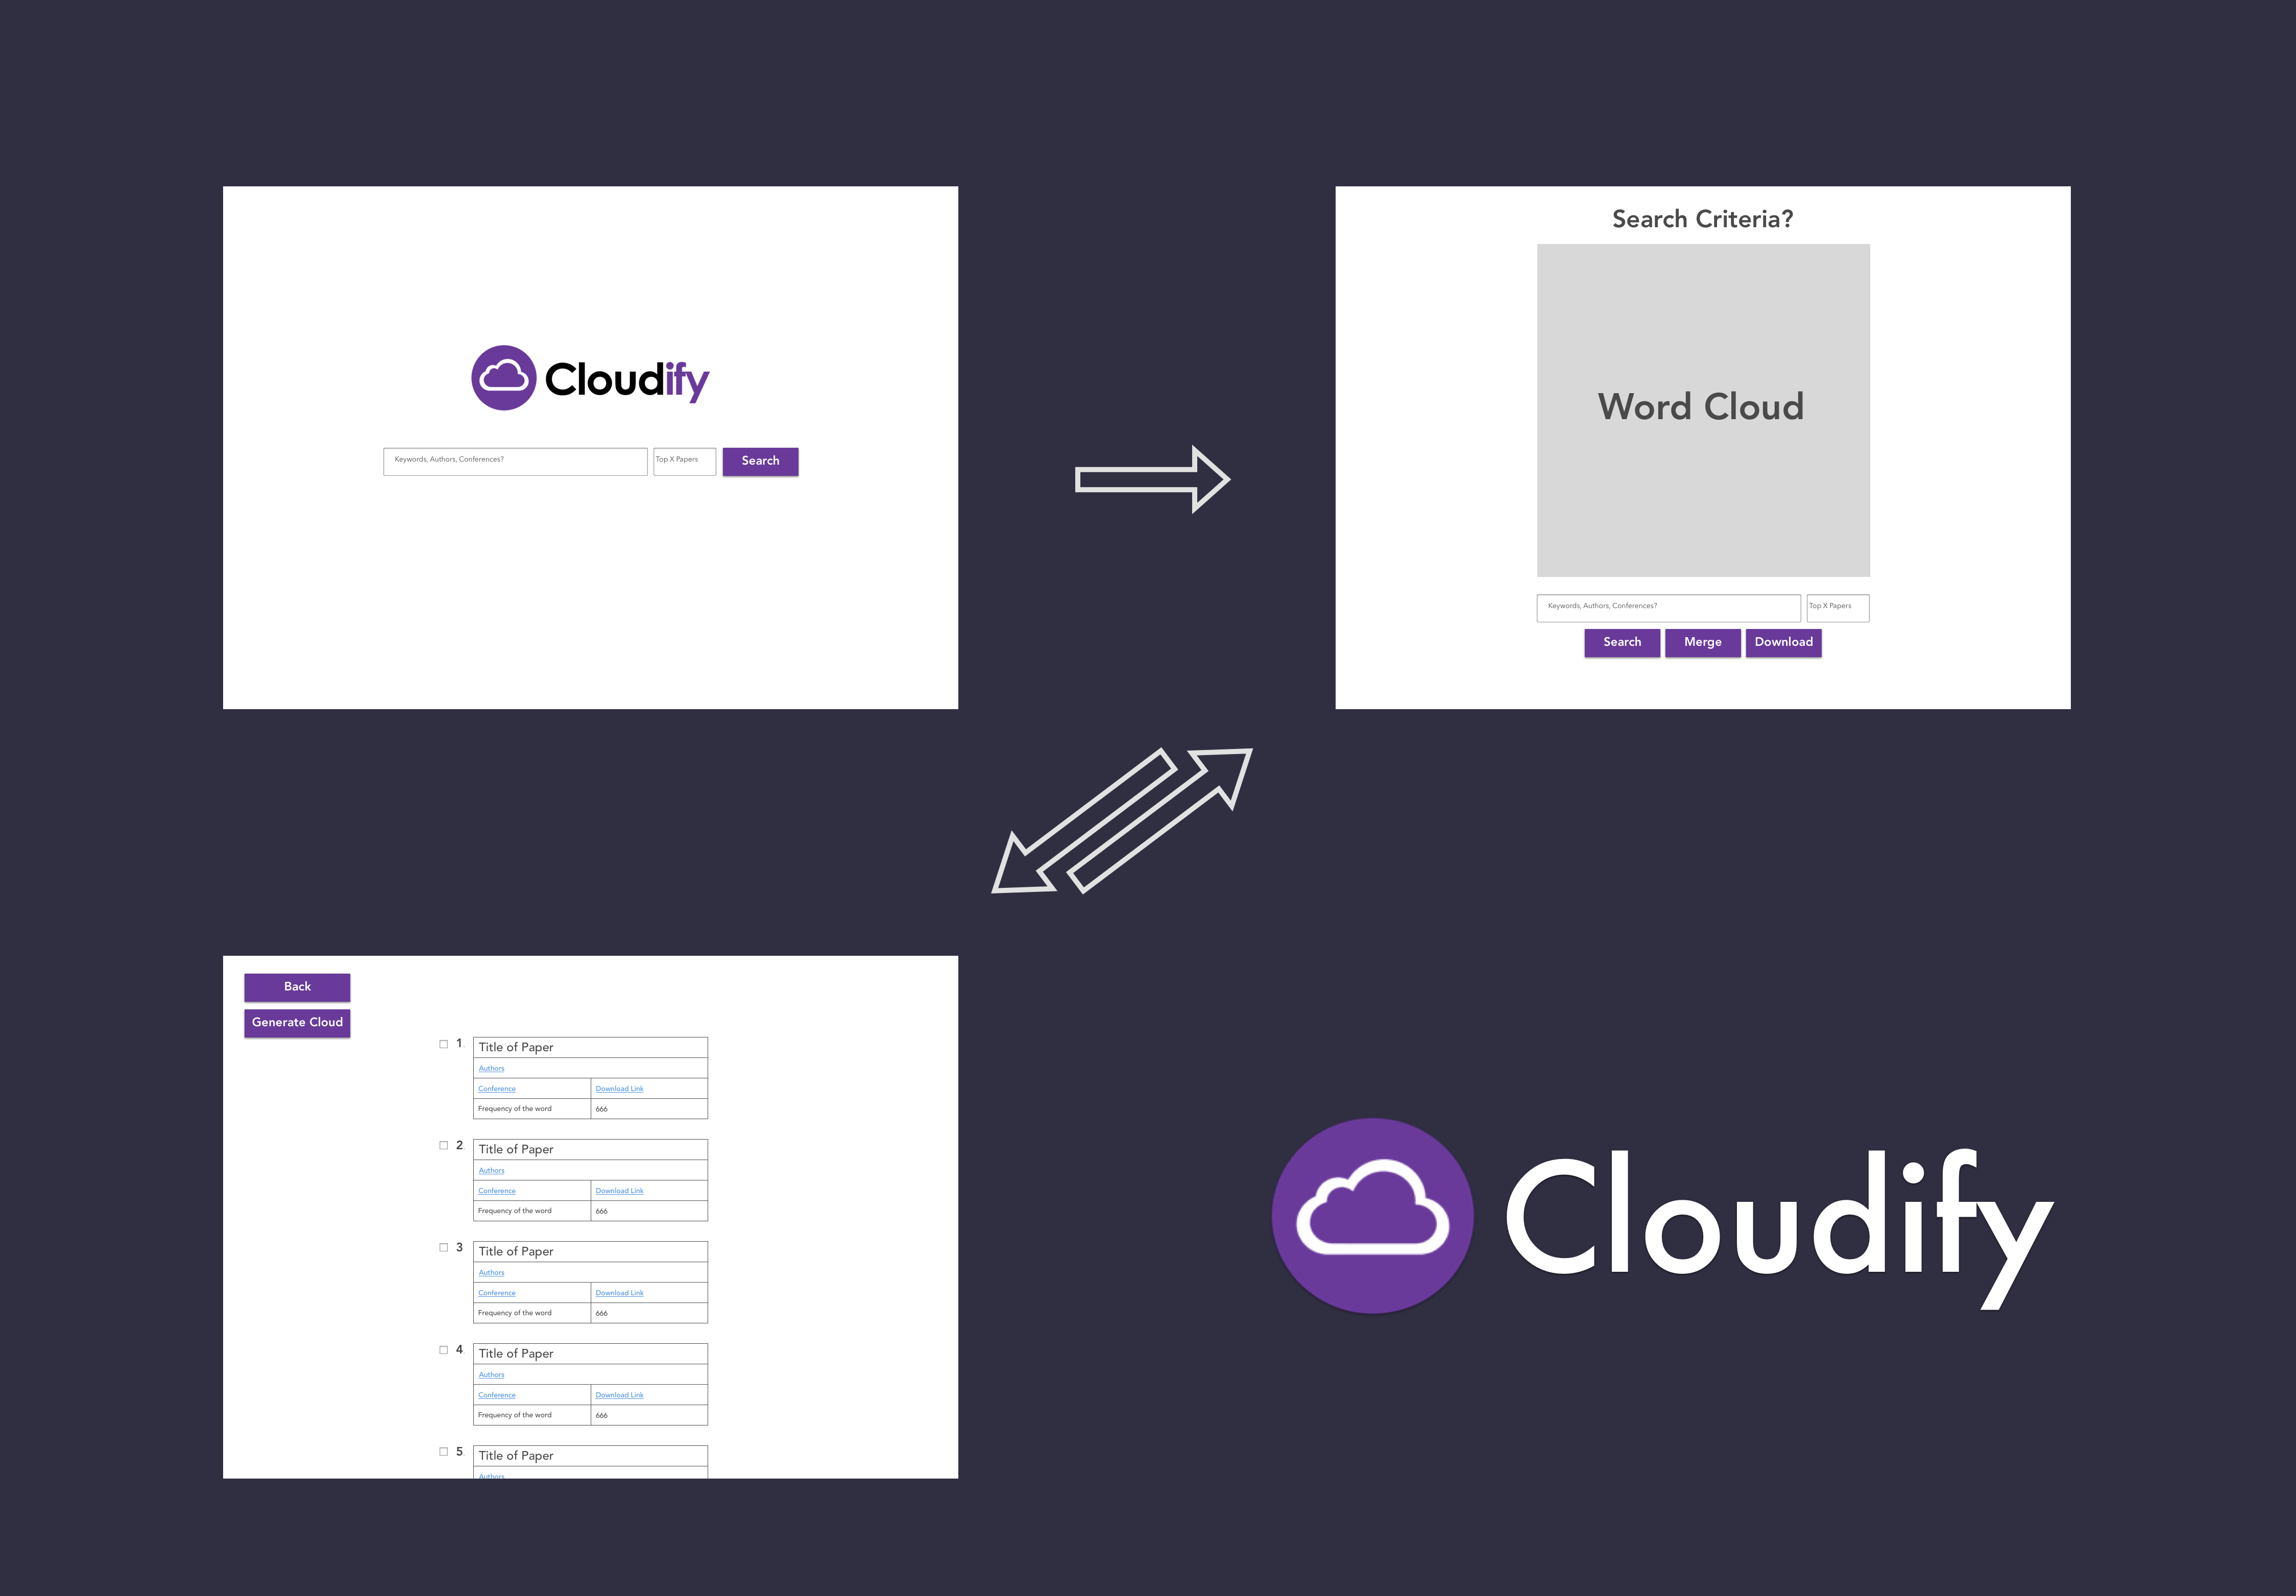 Cloudify
Keywords, Authors, Conferences?
Top X Papers
Search
Search Criteria?
Word Cloud
Keywords, Authors, Conferences?
Top X Papers
Search
Merge
Download
Back
Generate Cloud
1.
Title of Paper
Authors
Conference
Download Link
Frequency of the word
666
2.
Title of Paper
Authors
Conference
Download Link
Frequency of the word
666
3
Title of Paper
Authors
Conference
Download Link
Frequency of the word
666
4.
Title of Paper
Authors
Conference
Download Link
Frequency of the word
666
5.
Title of Paper
Authors
Cloudify